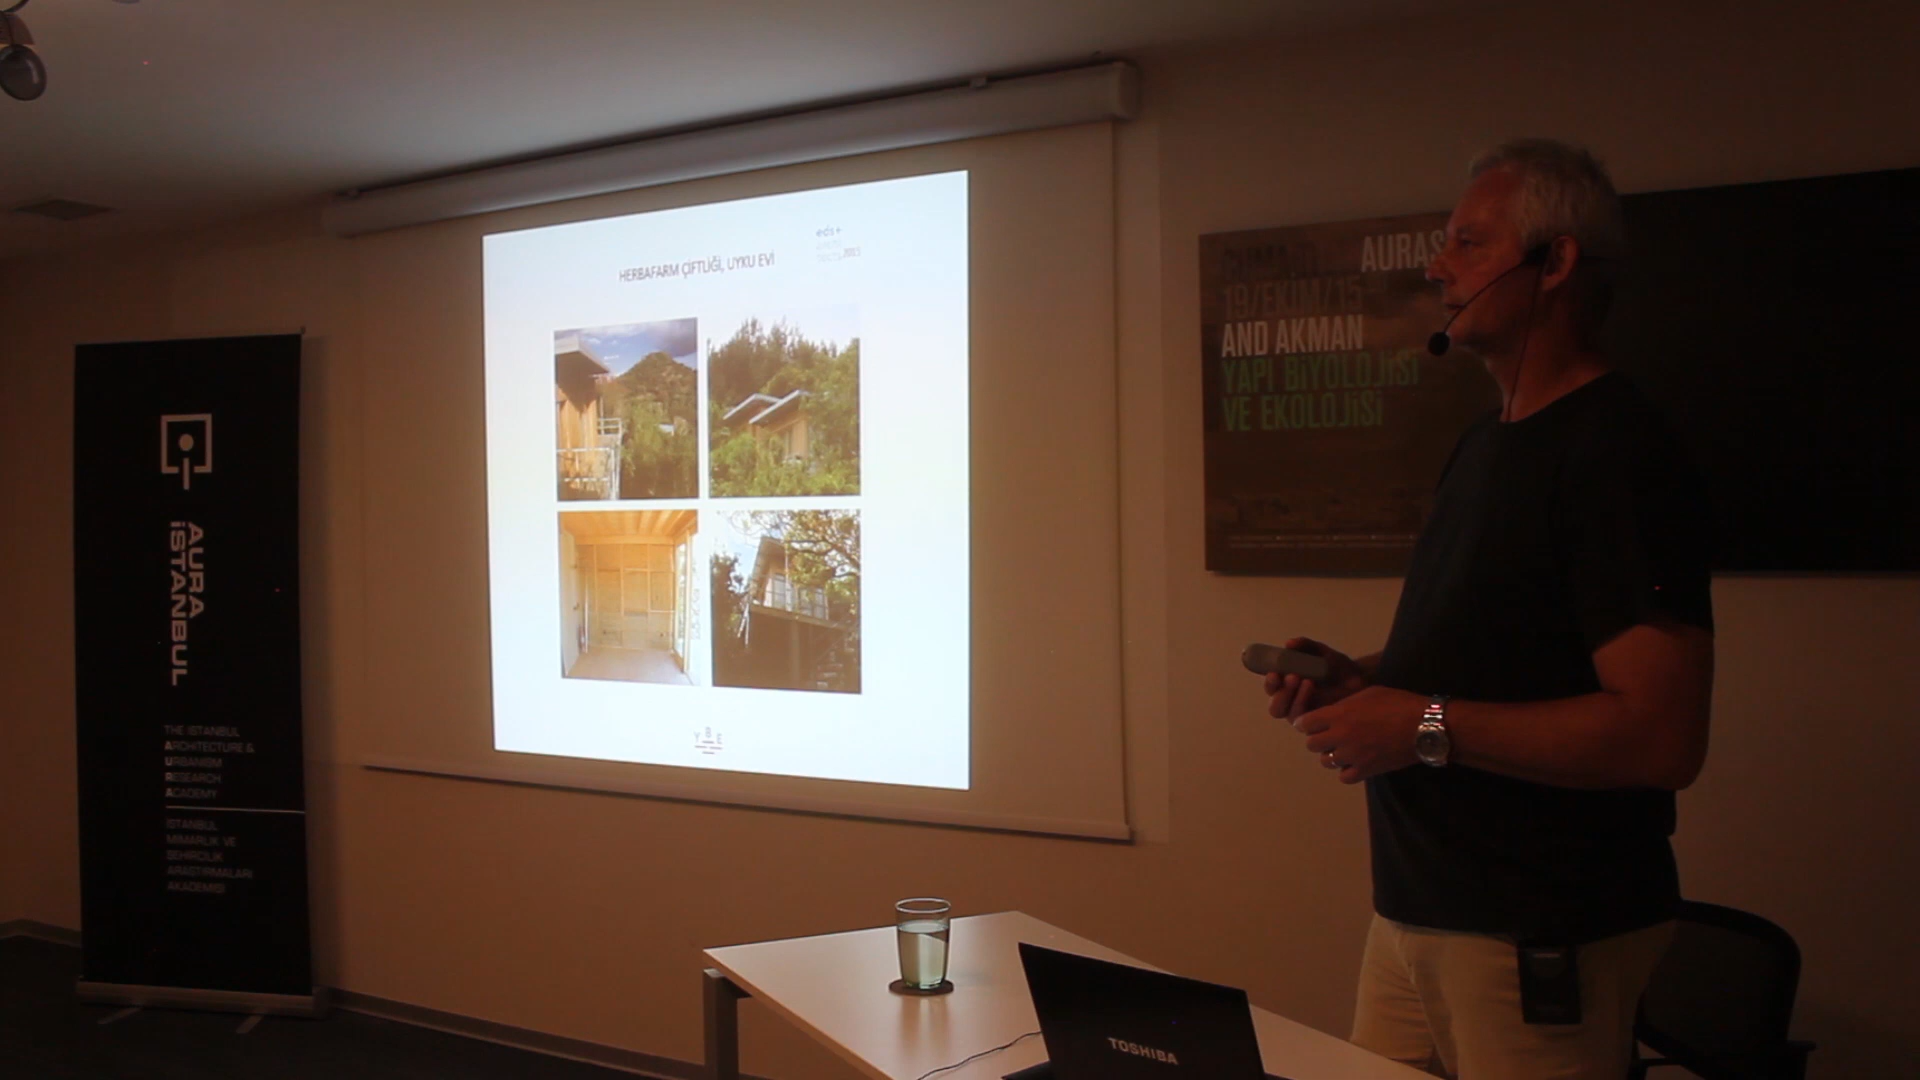 AURA
İSTANBUL
THE ISTANBUL
ARCHITECTURE &
URBANISM
RESEARCH
ACADEMY
İSTANBUL
MİMARLIK VE
ŞEHİRCİLİK
ARAŞTIRMALARI
AKADEMİSİ
eds+
2015
HERBAFARM ÇİFTLİĞİ, UYKU EVİ
Y B E
AURAS
19/EKİM/15
AND AKMAN
YAPI BİYOLOJİSİ
VE EKOLOJİSİ
TOSHIBA